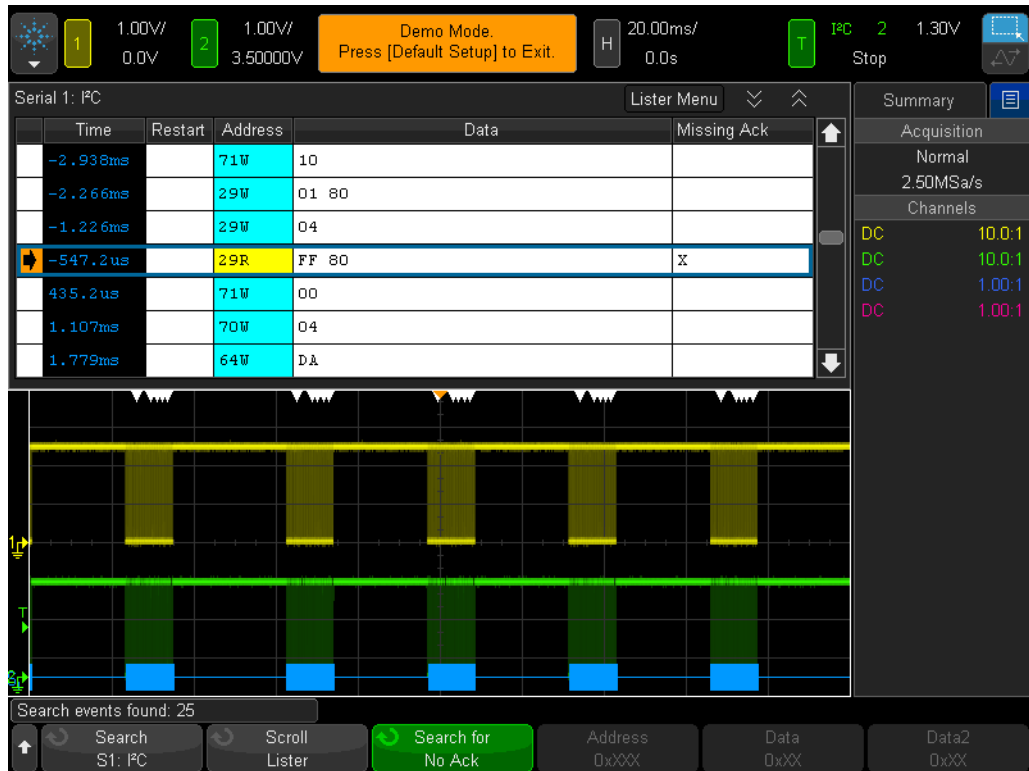 1 1.00V/ 2 1.00V/ Demo Mode. H 20.00ms/ T I²C 2 1.30V
0.0V 3.50000V Press [Default Setup] to Exit. 0.0s Stop
Serial 1: I²C Lister Menu Summary
Time Restart Address Data Missing Ack Acquisition
-2.938ms 71W 10 Normal
2.50MSa/s
-2.266ms 29W 01 80 Channels
-1.226ms 29W 04 DC 10.0:1
-547.2us 29R FF 80 X DC 10.0:1
435.2us 71W 00 DC 1.00:1
1.107ms 70W 04 DC 1.00:1
1.779ms 64W DA
1
T
2
Search events found: 25
Search Scroll Search for Address Data Data2
S1: I²C Lister No Ack 0xXXX 0xXX 0xXX